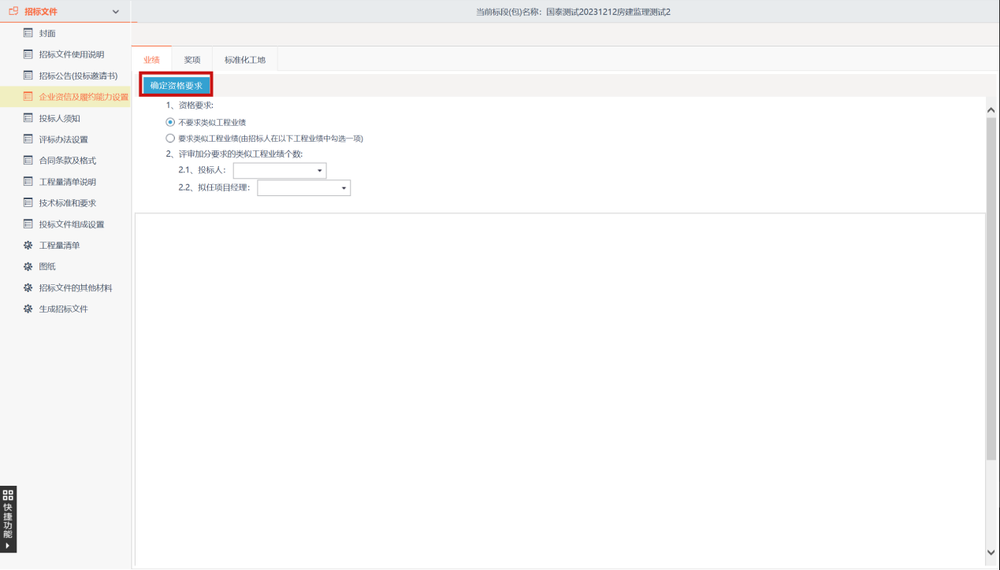 招标文件
当前标段(包)名称：国泰测试20231212房建监理测试2
封面
招标文件使用说明
招标公告(投标邀请书)
企业资信及履约能力设置
投标人须知
评标办法设置
合同条款及格式
工程量清单说明
技术标准和要求
投标文件组成设置
工程量清单
图纸
招标文件的其他材料
生成招标文件
快捷功能
业绩
奖项
标准化工地
确定资格要求
1、资格要求:
不要求类似工程业绩
要求类似工程业绩(由招标人在以下工程业绩中勾选一项)
2、评审加分要求的类似工程业绩个数:
2.1、投标人：
2.2、拟任项目经理：